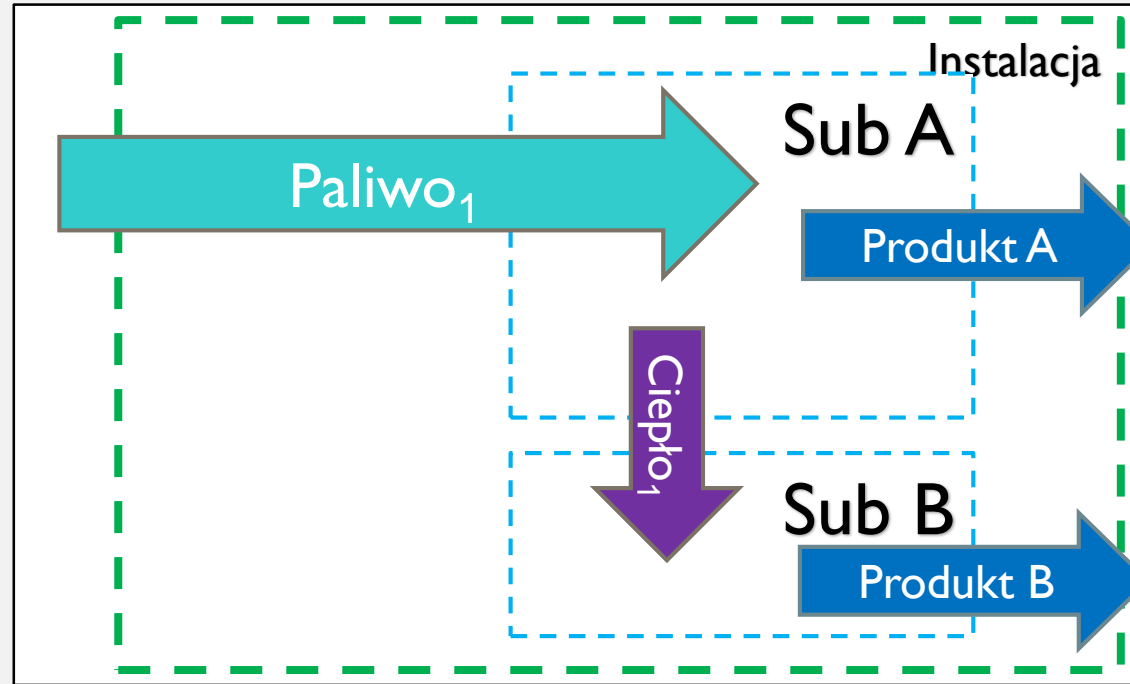 Instalacja
Sub A
Paliwo₁
Produkt A
Ciepło₁
Sub B
Produkt B